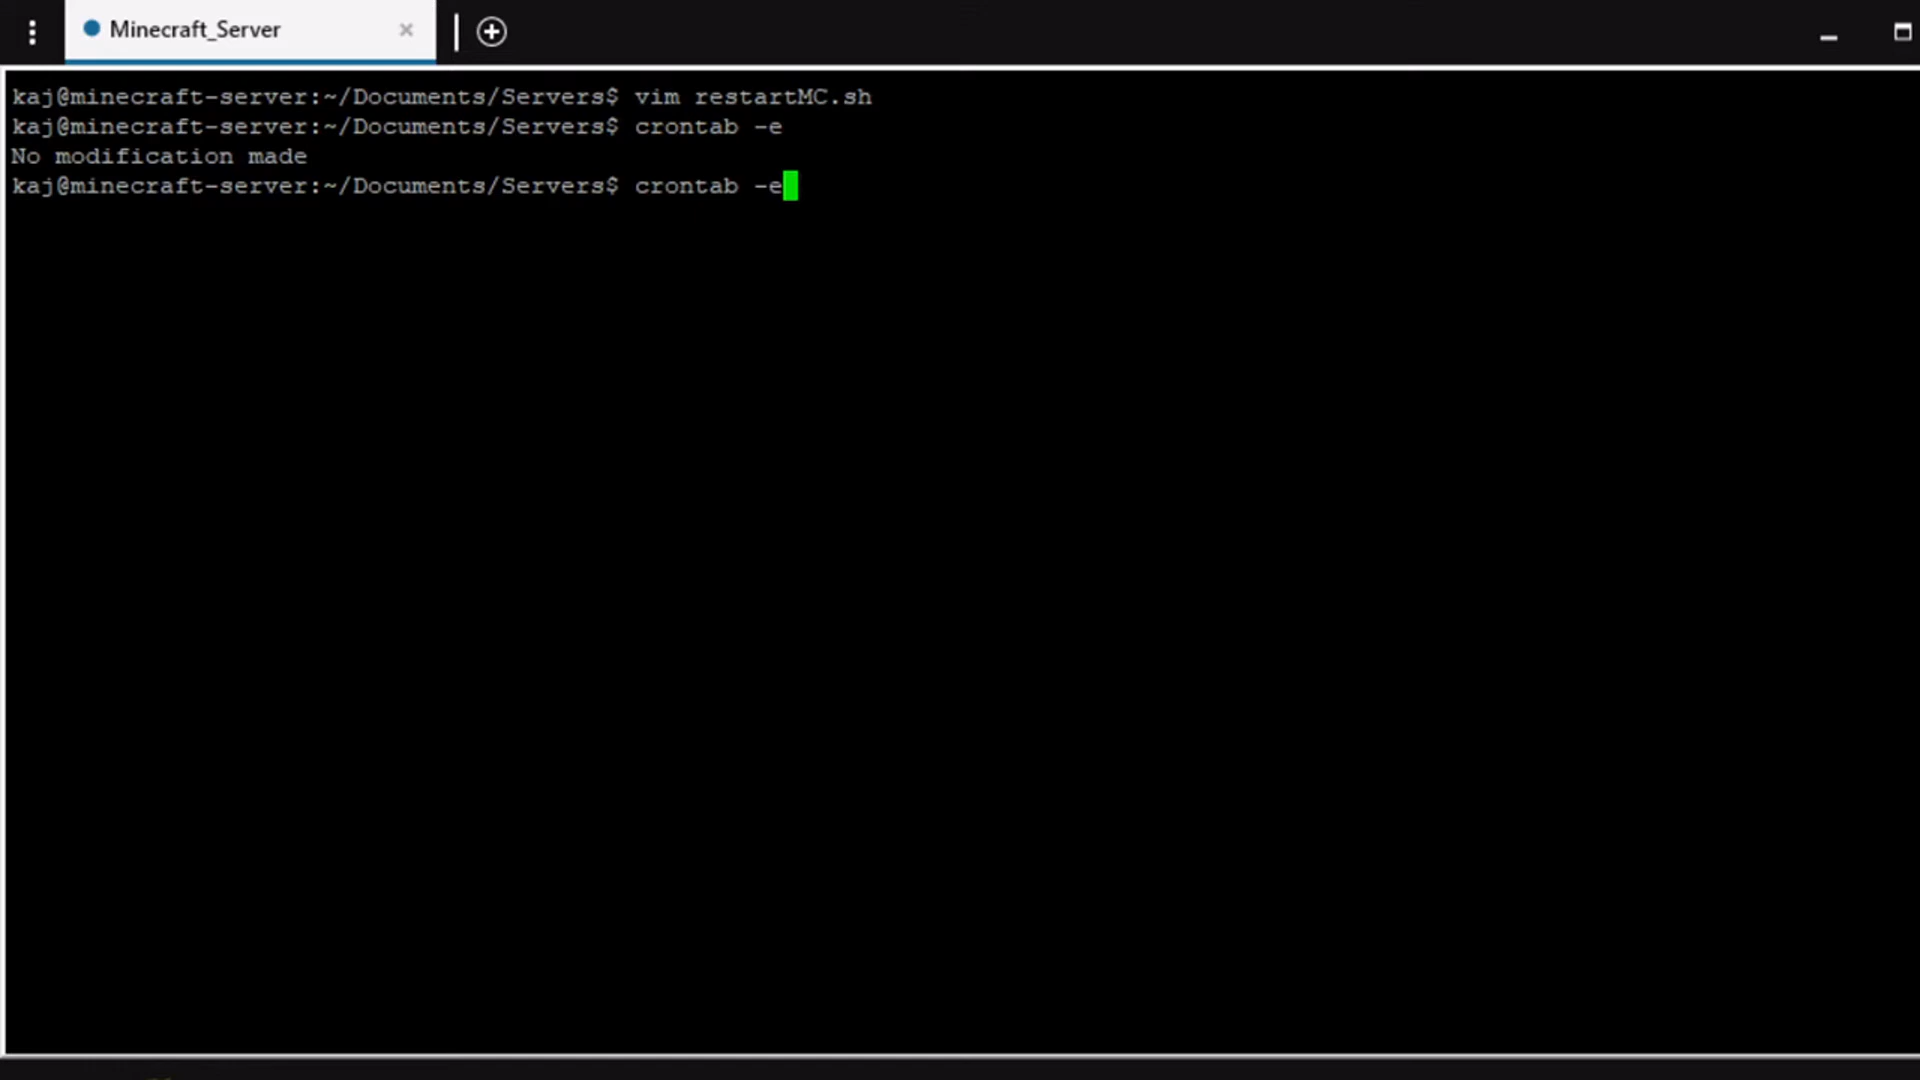 Minecraft_Server
kaj@minecraft-server:~/Documents/Servers$ vim restartMC.sh
kaj@minecraft-server:~/Documents/Servers$ crontab -e
No modification made
kaj@minecraft-server:~/Documents/Servers$ crontab -e